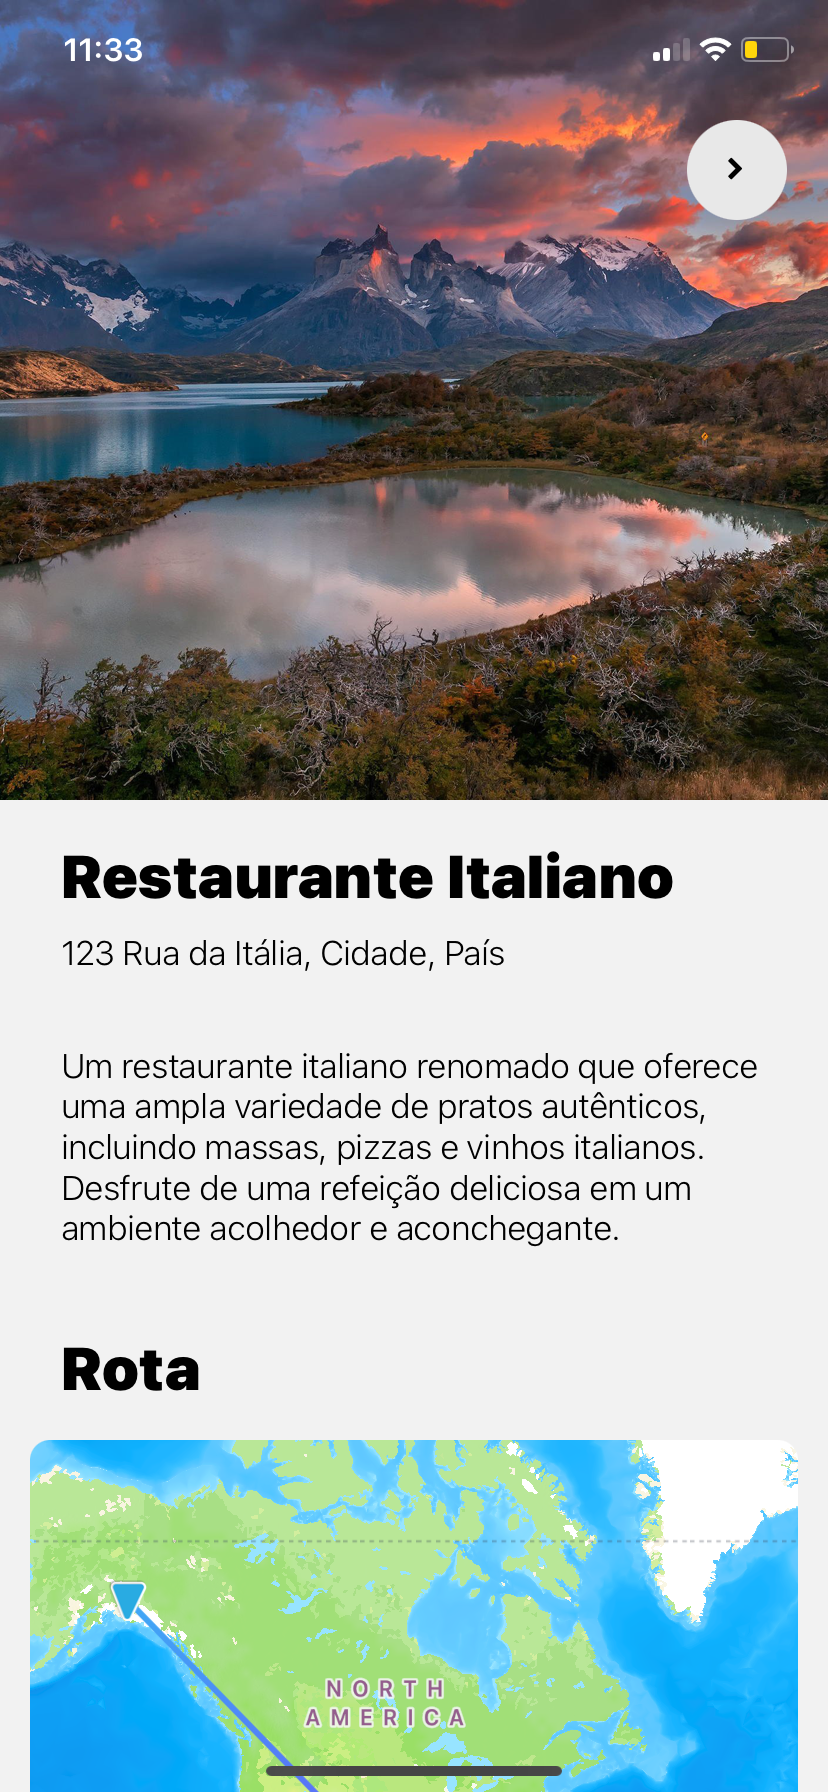 11:33
Restaurante Italiano
123 Rua da Itália, Cidade, País
Um restaurante italiano renomado que oferece
uma ampla variedade de pratos autênticos,
incluindo massas, pizzas e vinhos italianos.
Desfrute de uma refeição deliciosa em um
ambiente acolhedor e aconchegante.
Rota
NORTH
AMERICA